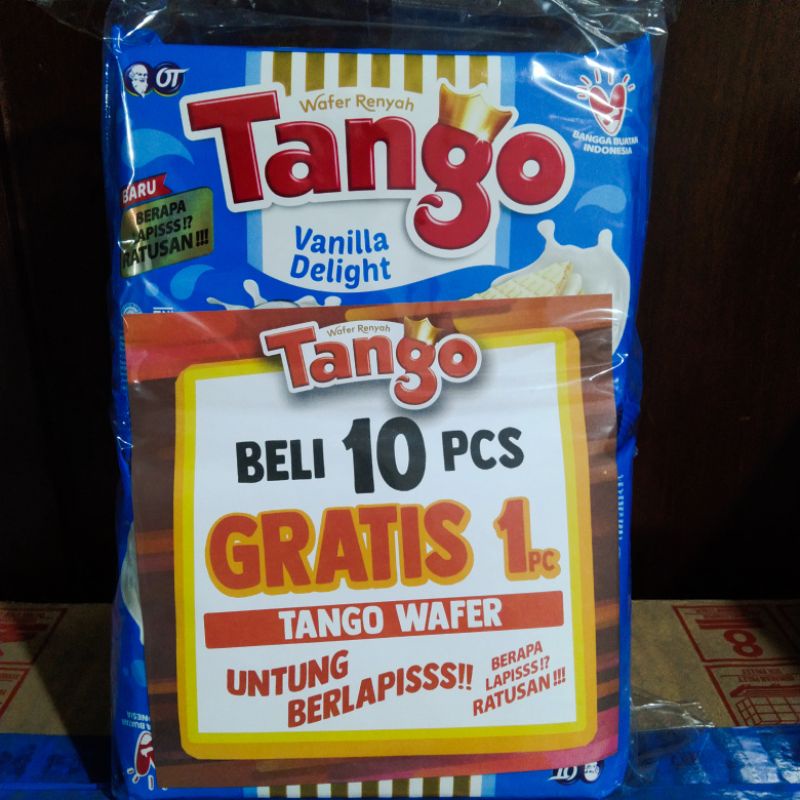 OT
Wafer Renyah
Tango
Vanilla
Delight
BANGGA BUATAN
INDONESIA
BARU
BERAPA
LAPISSS!?
RATUSAN!!!
Wafer Renyah
Tango
BELI 10 PCS
GRATIS 1PC
TANGO WAFER
UNTUNG
BERLAPISSS!!
BERAPA
LAPISSS!?
RATUSAN!!!
8
OT